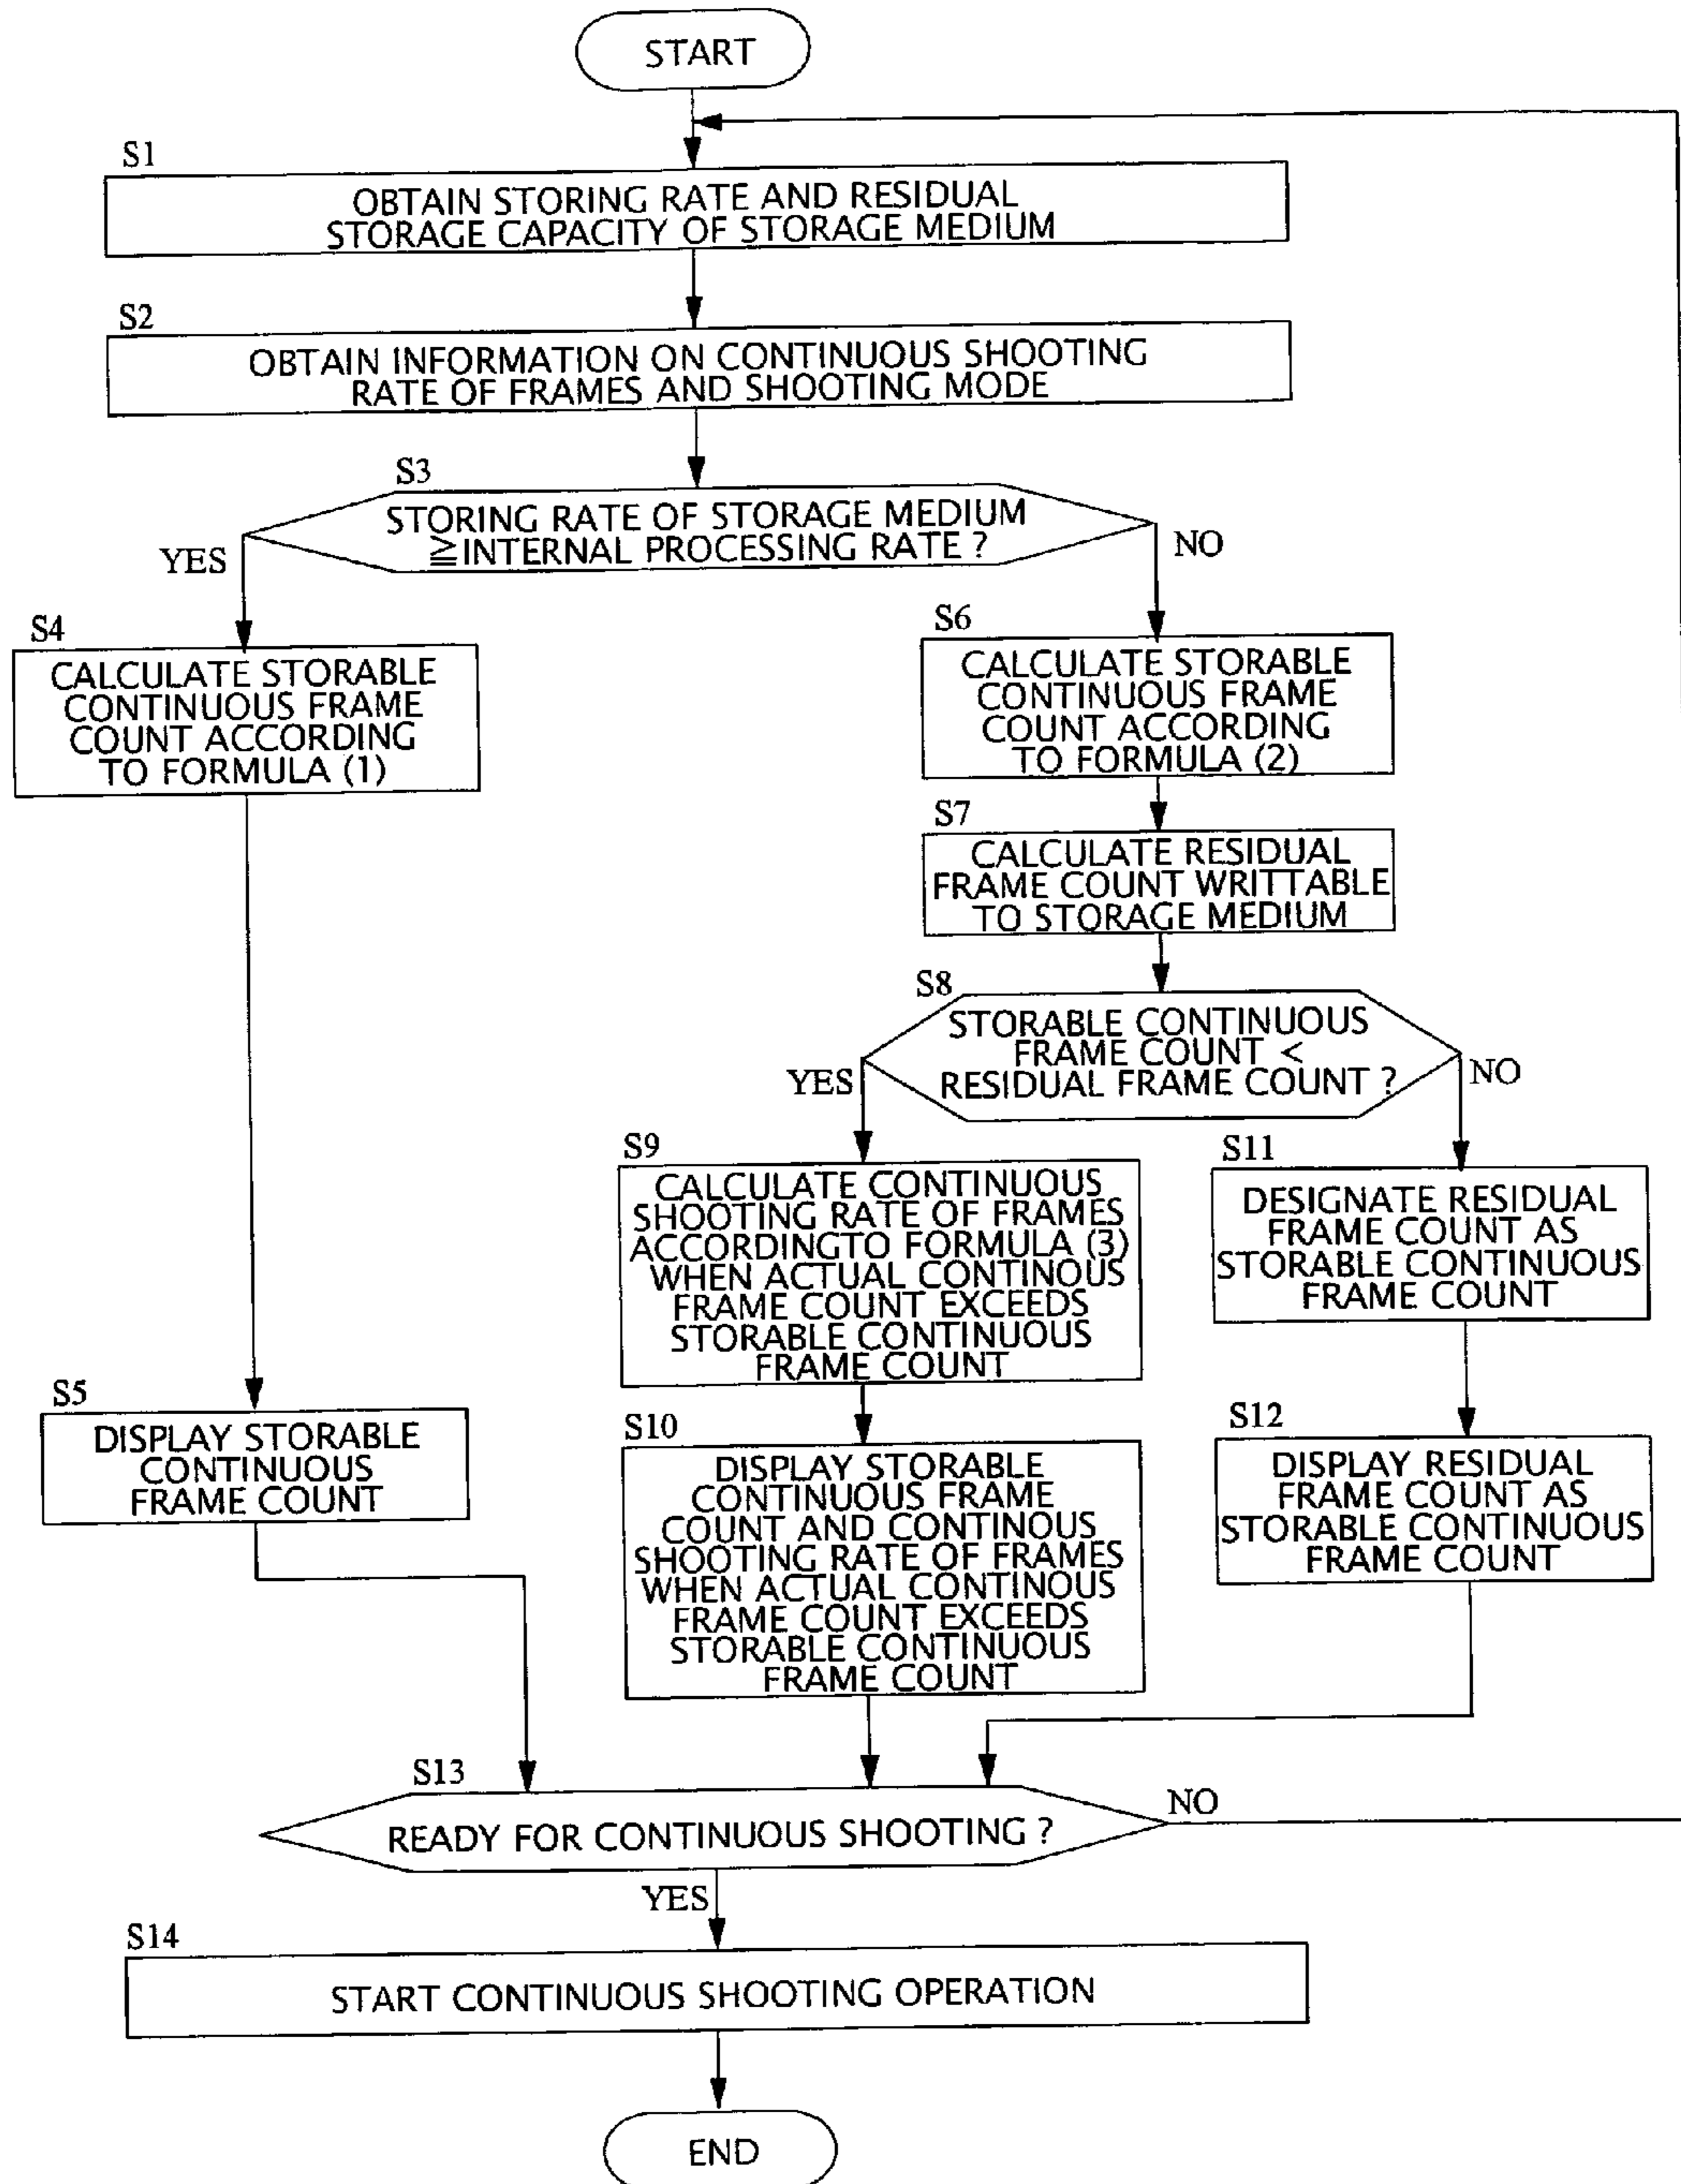 START
S1
OBTAIN STORING RATE AND RESIDUAL
STORAGE CAPACITY OF STORAGE MEDIUM
S2
OBTAIN INFORMATION ON CONTINUOUS SHOOTING
RATE OF FRAMES AND SHOOTING MODE
S3
STORING RATE OF STORAGE MEDIUM
≧INTERNAL PROCESSING RATE ?
YES
NO
S4
CALCULATE STORABLE
CONTINUOUS FRAME
COUNT ACCORDING
TO FORMULA (1)
S6
CALCULATE STORABLE
CONTINUOUS FRAME
COUNT ACCORDING
TO FORMULA (2)
S7
CALCULATE RESIDUAL
FRAME COUNT WRITTABLE
TO STORAGE MEDIUM
S8
STORABLE CONTINUOUS
FRAME COUNT <
RESIDUAL FRAME COUNT ?
YES
NO
S9
CALCULATE CONTINUOUS
SHOOTING RATE OF FRAMES
ACCORDINGTO FORMULA (3)
WHEN ACTUAL CONTINOUS
FRAME COUNT EXCEEDS
STORABLE CONTINUOUS
FRAME COUNT
S11
DESIGNATE RESIDUAL
FRAME COUNT AS
STORABLE CONTINUOUS
FRAME COUNT
S5
DISPLAY STORABLE
CONTINUOUS
FRAME COUNT
S10
DISPLAY STORABLE
CONTINUOUS FRAME
COUNT AND CONTINOUS
SHOOTING RATE OF FRAMES
WHEN ACTUAL CONTINOUS
FRAME COUNT EXCEEDS
STORABLE CONTINUOUS
FRAME COUNT
S12
DISPLAY RESIDUAL
FRAME COUNT AS
STORABLE CONTINUOUS
FRAME COUNT
S13
READY FOR CONTINUOUS SHOOTING ?
NO
YES
S14
START CONTINUOUS SHOOTING OPERATION
END